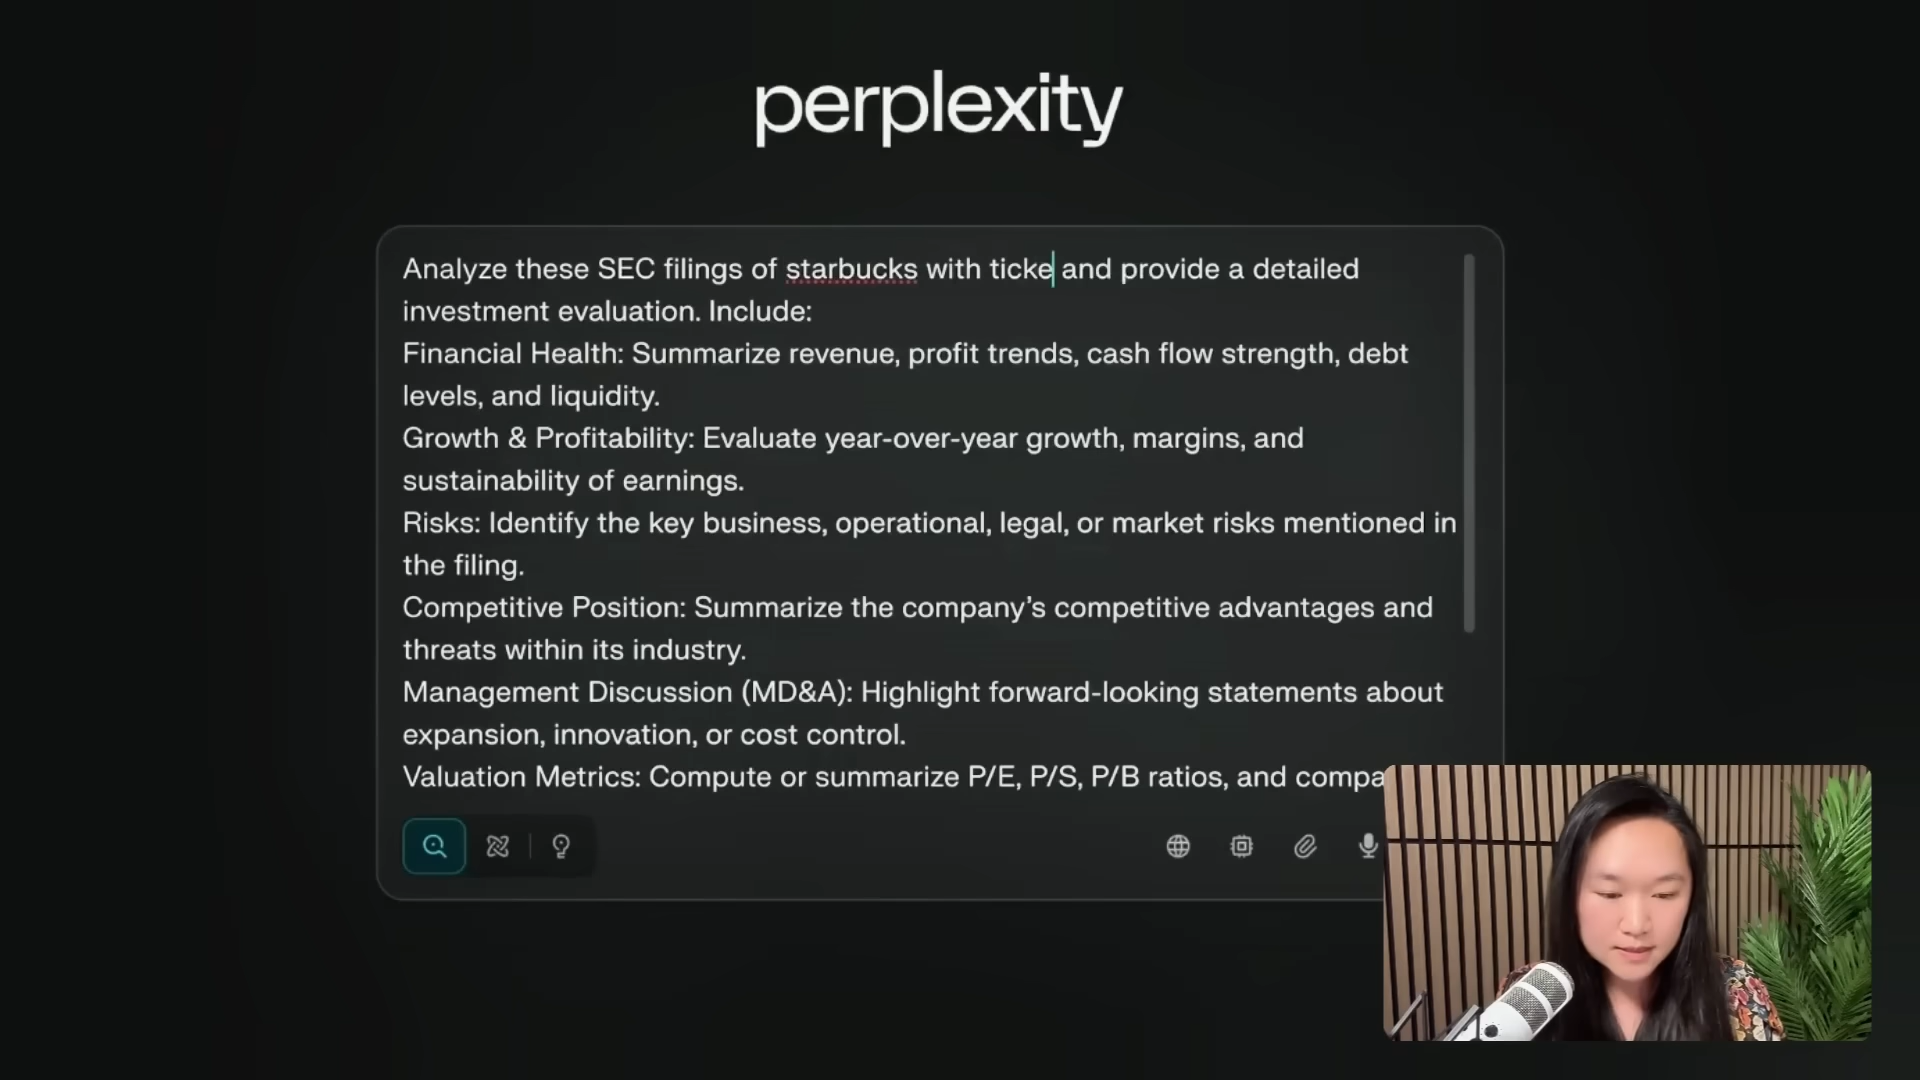 perplexity
Analyze these SEC filings of starbucks with ticke and provide a detailed
investment evaluation. Include:
Financial Health: Summarize revenue, profit trends, cash flow strength, debt
levels, and liquidity.
Growth & Profitability: Evaluate year-over-year growth, margins, and
sustainability of earnings.
Risks: Identify the key business, operational, legal, or market risks mentioned in
the filing.
Competitive Position: Summarize the company’s competitive advantages and
threats within its industry.
Management Discussion (MD&A): Highlight forward-looking statements about
expansion, innovation, or cost control.
Valuation Metrics: Compute or summarize P/E, P/S, P/B ratios, and